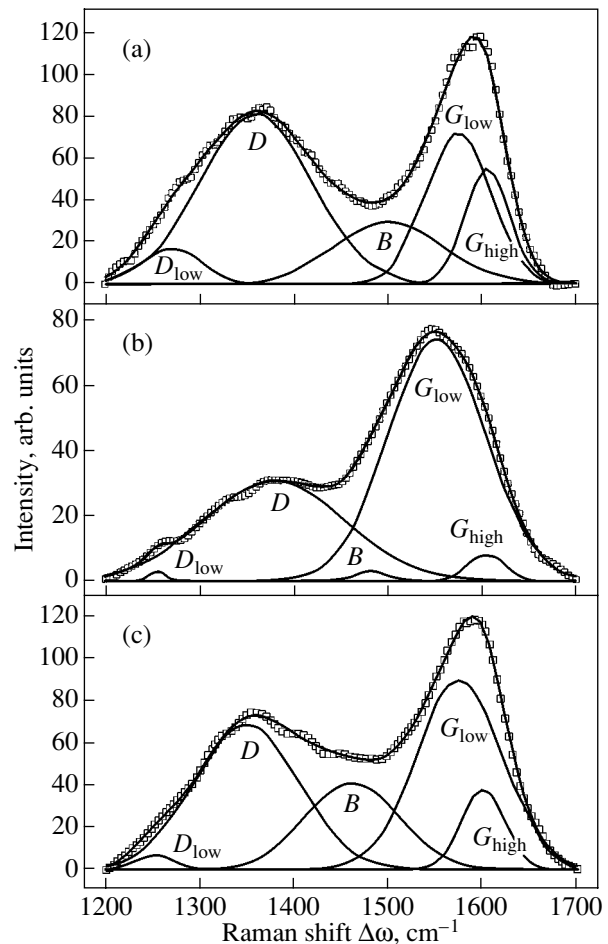 (a)
120
100
80
60
40
20
0
D_low
D
B
G_low
G_high
(b)
80
60
40
20
0
D_low
D
B
G_low
G_high
(c)
120
100
80
60
40
20
0
D_low
D
B
G_low
G_high
1200 1300 1400 1500 1600 1700
Raman shift Δω, cm⁻¹
Intensity, arb. units